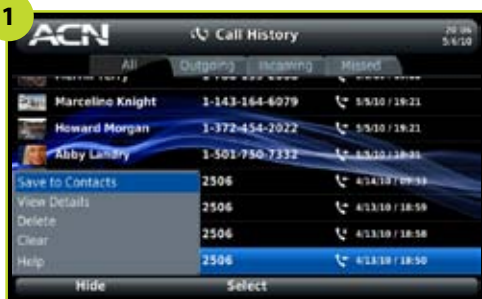 1
ACN
Call History
20:06
5/6/10
All Outgoing Incoming Missed
Marcelino Knight 1-143-164-6079 5/5/10 / 19:21
Howard Morgan 1-372-454-2022 5/5/10 / 19:21
Abby Landry 1-501-750-7332
Save to Contacts 2506
View Details 2506 4/13/10 / 18:59
Delete
Clear 2506 4/13/10 / 18:58
Help 2506 4/13/10 / 18:50
Hide Select